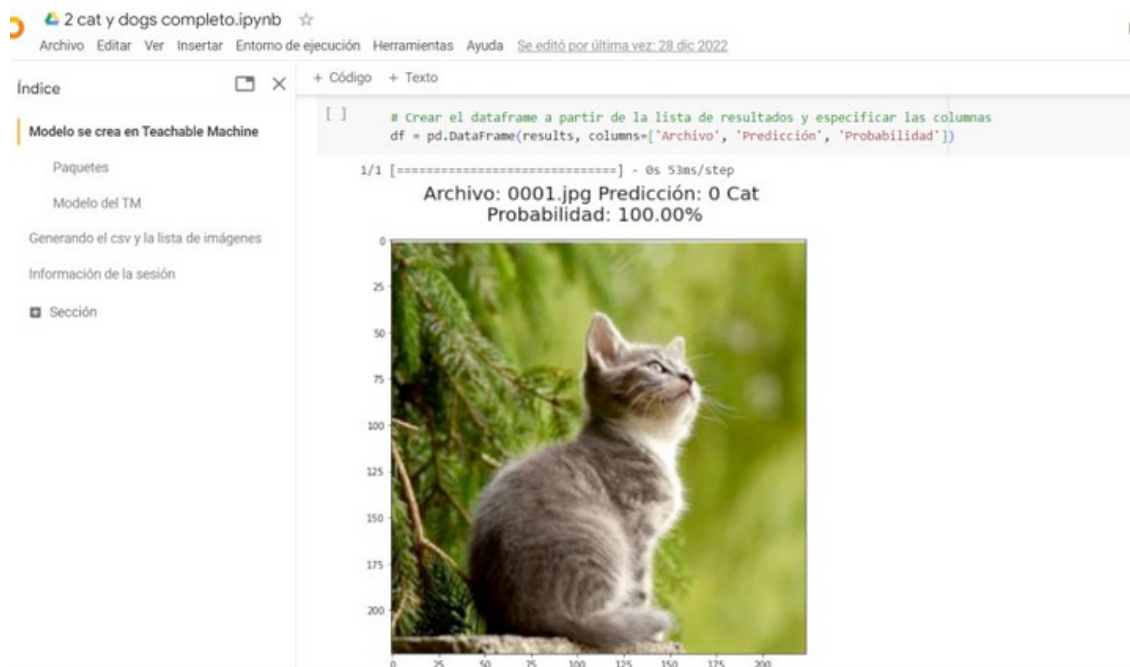 2 cat y dogs completo.ipynb
Archivo Editar Ver Insertar Entorno de ejecución Herramientas Ayuda Se editó por última vez: 28 dic 2022
Índice
+ Código + Texto
Modelo se crea en Teachable Machine
Paquetes
Modelo del TM
Generando el csv y la lista de imágenes
Información de la sesión
Sección
[ ]
# Crear el dataframe a partir de la lista de resultados y especificar las columnas
df = pd.DataFrame(results, columns=['Archivo', 'Predicción', 'Probabilidad'])
1/1 [==============================] - 0s 53ms/step
Archivo: 0001.jpg Predicción: 0 Cat
Probabilidad: 100.00%
0
25
50
75
100
125
150
175
200
0 25 50 75 100 125 150 175 200